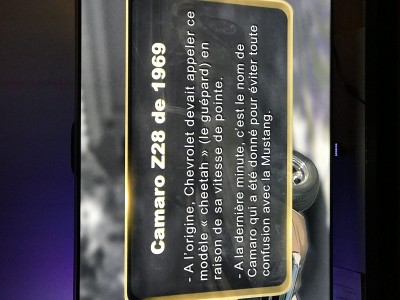 Camaro Z28 de 1969
- A l'origine, Chevrolet devait appeler ce
modèle « cheetah » (le guépard) en
raison de sa vitesse de pointe.
- A la dernière minute, c'est le nom de
Camaro qui a été donné pour éviter toute
confusion avec la Mustang.
SAMSUNG